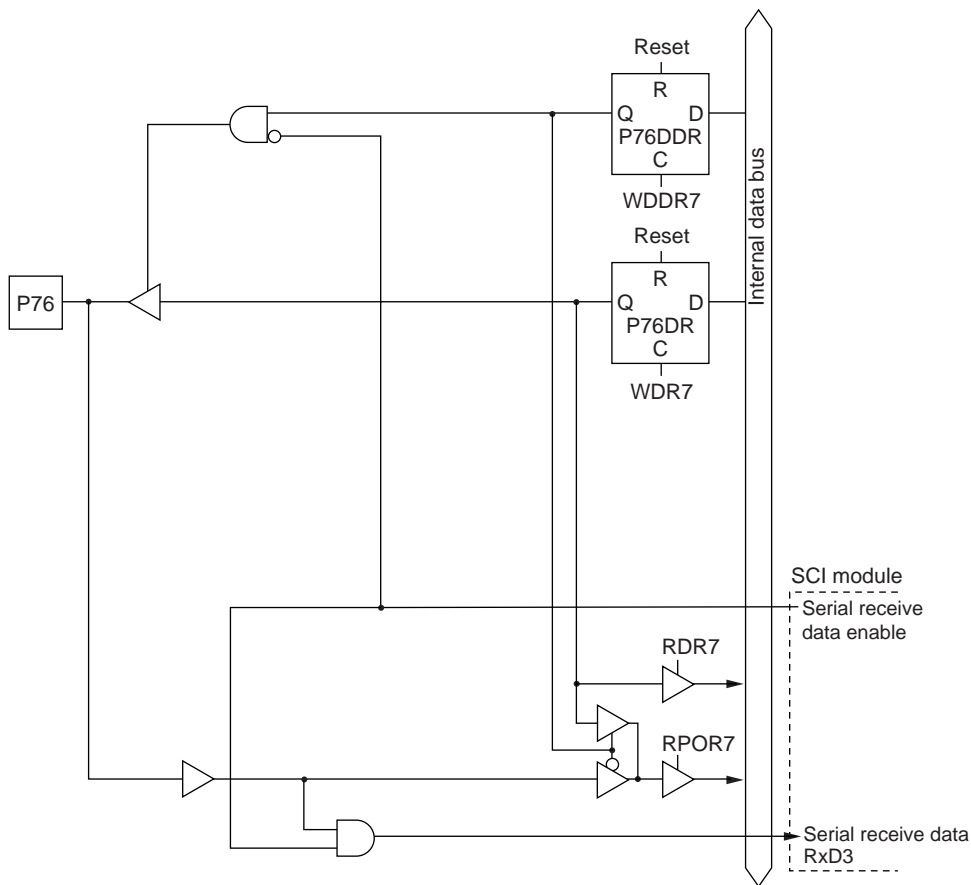 Reset
R
Q D
P76DDR
C
WDDR7
Internal data bus
Reset
R
P76
Q D
P76DR
C
WDR7
SCI module
Serial receive
data enable
RDR7
RPOR7
Serial receive data
RxD3